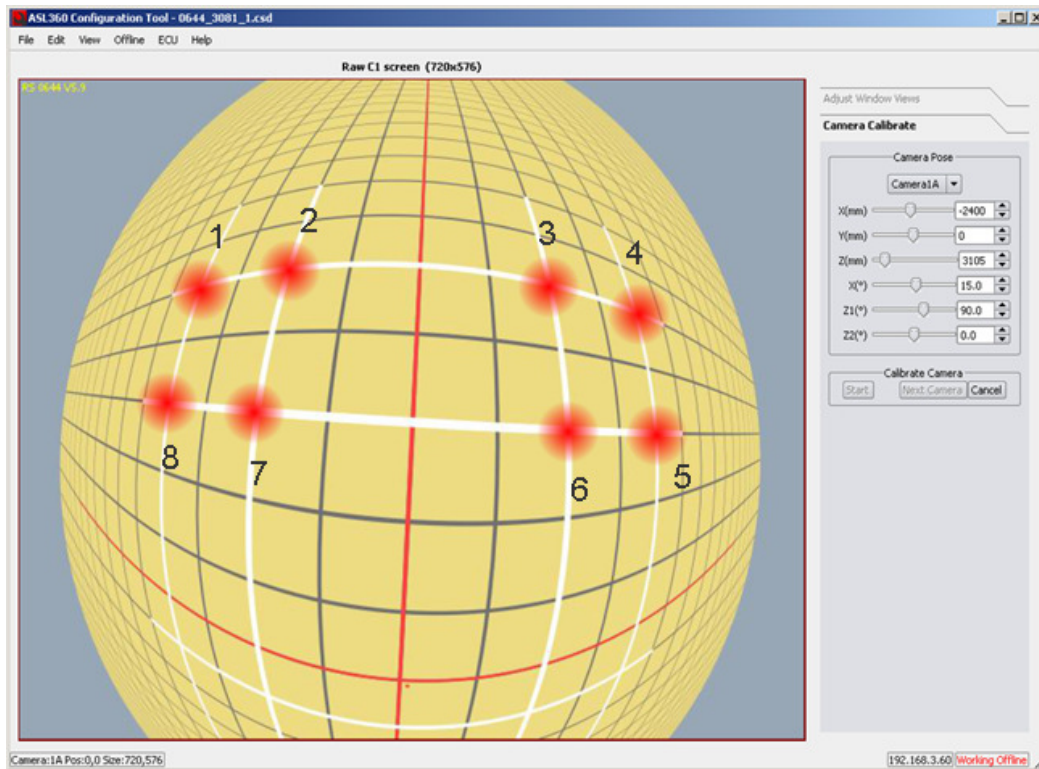 ASL360 Configuration Tool - 0644_3081_1.csd
File Edit View Offline ECU Help
Raw C1 screen (720x576)
RS 0644 V5.9
Adjust Window Views
Camera Calibrate
Camera Pose
Camera1A
X(mm) -2400
Y(mm) 0
Z(mm) 3105
X(°) 15.0
Z1(°) 90.0
Z2(°) 0.0
Calibrate Camera
Start Next Camera Cancel
1 2 3 4
8 7 6 5
Camera:1A Pos:0,0 Size:720,576
192.168.3.60 Working Offline